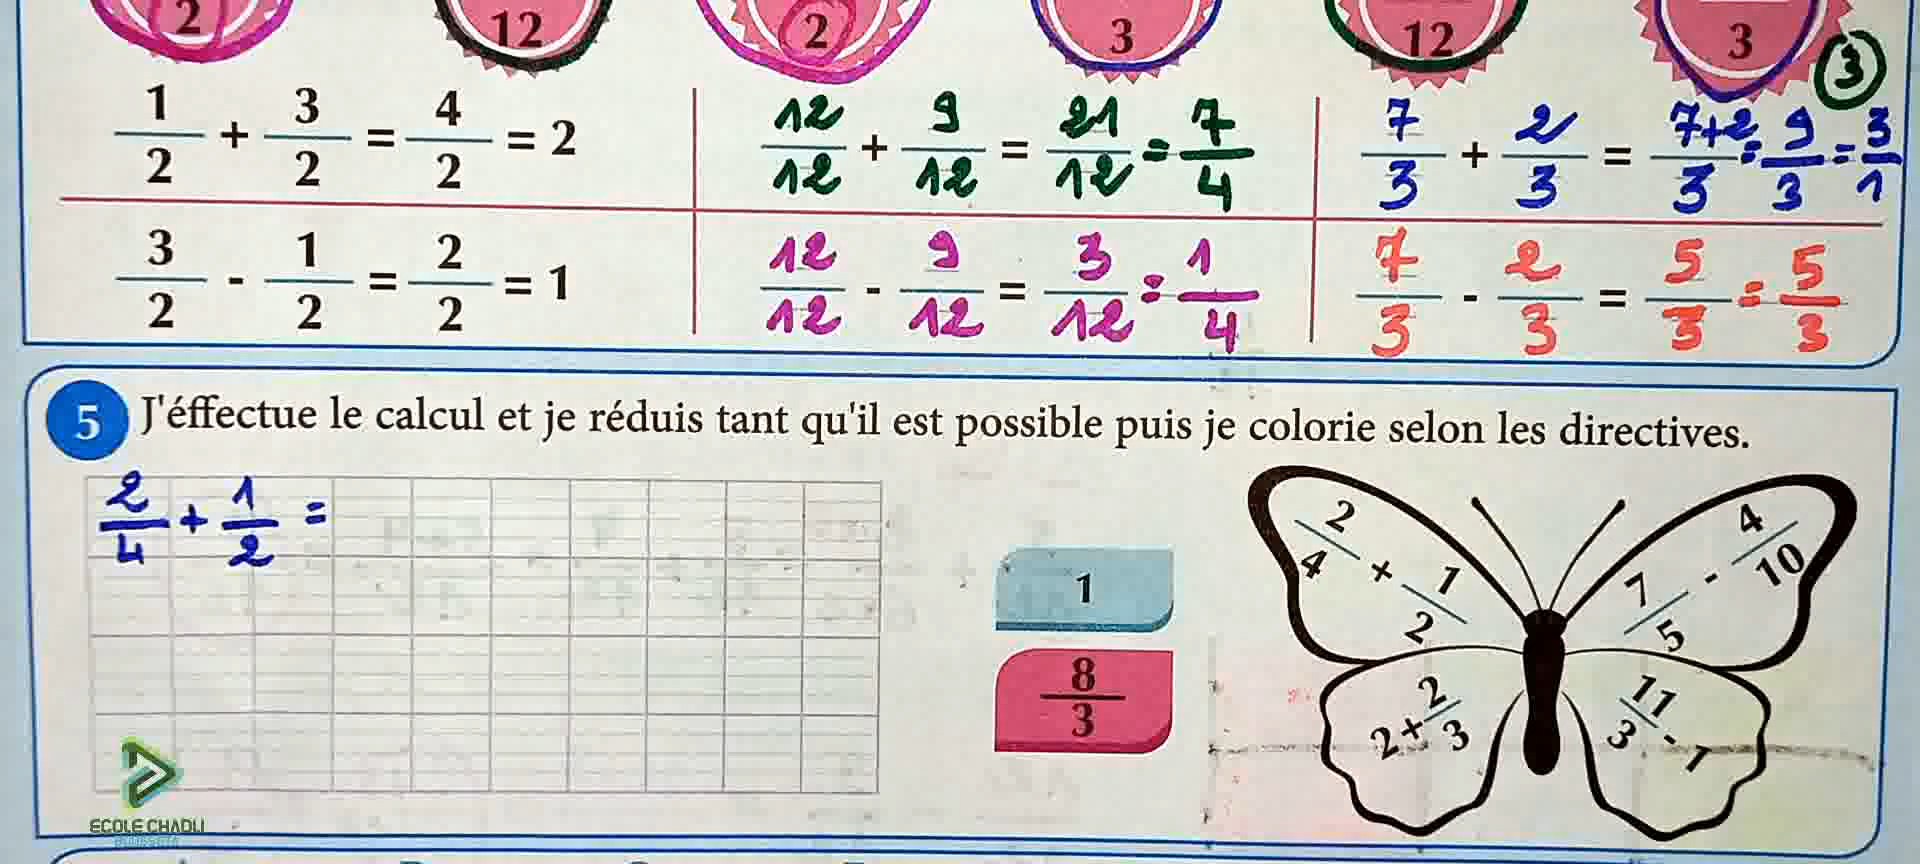 2 12 2 3 12 3 3
1/2 + 3/2 = 4/2 = 2
12/12 + 9/12 = 21/12 = 7/4
7/3 + 2/3 = 7+2/3 = 9/3 = 3/1
3/2 - 1/2 = 2/2 = 1
12/12 - 9/12 = 3/12 = 1/4
7/3 - 2/3 = 5/3 = 5/3
5 J'éffectue le calcul et je réduis tant qu'il est possible puis je colorie selon les directives.
2/4 + 1/2 =
1
8/3
2/4 + 1/2
7/5 - 4/10
2 + 2/3
11/3 - 1
ECOLE CHADLI